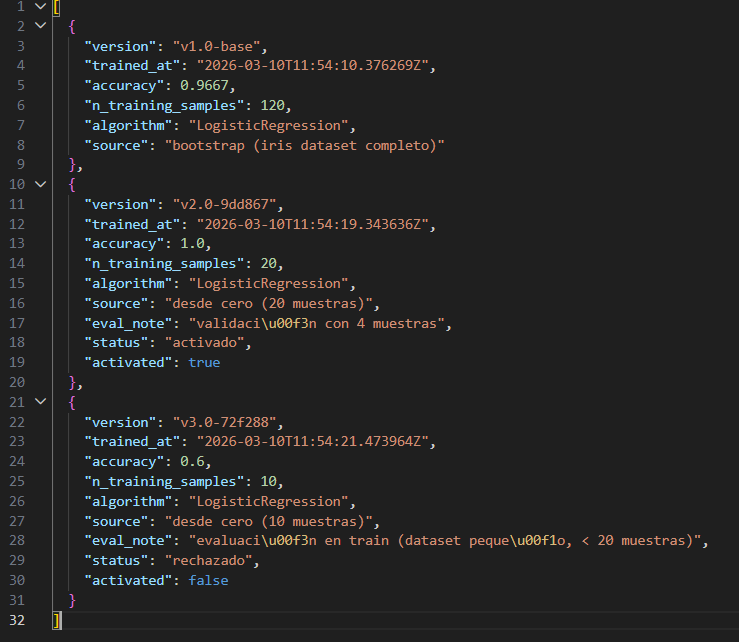 1 [
2 {
3 "version": "v1.0-base",
4 "trained_at": "2026-03-10T11:54:10.376269Z",
5 "accuracy": 0.9667,
6 "n_training_samples": 120,
7 "algorithm": "LogisticRegression",
8 "source": "bootstrap (iris dataset completo)"
9 },
10 {
11 "version": "v2.0-9dd867",
12 "trained_at": "2026-03-10T11:54:19.343636Z",
13 "accuracy": 1.0,
14 "n_training_samples": 20,
15 "algorithm": "LogisticRegression",
16 "source": "desde cero (20 muestras)",
17 "eval_note": "validaci\u00f3n con 4 muestras",
18 "status": "activado",
19 "activated": true
20 },
21 {
22 "version": "v3.0-72f288",
23 "trained_at": "2026-03-10T11:54:21.473964Z",
24 "accuracy": 0.6,
25 "n_training_samples": 10,
26 "algorithm": "LogisticRegression",
27 "source": "desde cero (10 muestras)",
28 "eval_note": "evaluaci\u00f3n en train (dataset peque\u00f1o, < 20 muestras)",
29 "status": "rechazado",
30 "activated": false
31 }
32 ]